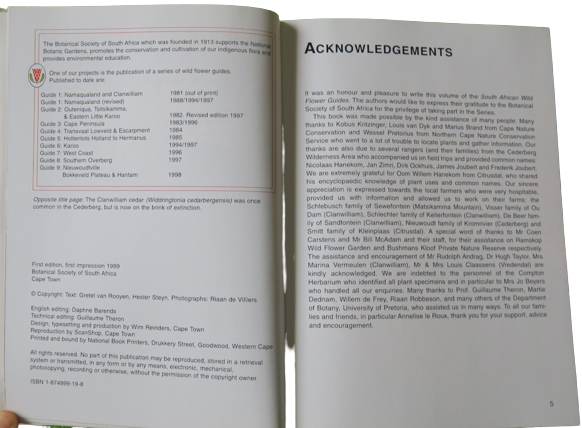 The Botanical Society of South Africa which was founded in 1913 supports the National
Botanic Gardens, promotes the conservation and cultivation of our indigenous flora and
provides environmental education.
One of our projects is the publication of a series of wild flower guides.
Published to date are:
Guide 1: Namaqualand and Clanwilliam 1981 (out of print)
Guide 1: Namaqualand (revised) 1988/1994/1997
Guide 2: Outeniqua, Tsitsikamma,
& Eastern Little Karoo 1982. Revised edition 1997
Guide 3: Cape Peninsula 1983/1996
Guide 4: Transvaal Lowveld & Escarpment 1984
Guide 5: Hottentots Holland to Hermanus 1985
Guide 6: Karoo 1994/1997
Guide 7: West Coast 1996
Guide 8: Southern Overberg 1997
Guide 9: Nieuwoudtville
Bokkeveld Plateau & Hantam 1998
Opposite title page: The Clanwilliam cedar (Widdringtonia cedarbergensis) was once
common in the Cederberg, but is now on the brink of extinction.
First edition, first impression 1999
Botanical Society of South Africa
Cape Town
© Copyright: Text: Gretel van Rooyen, Hester Steyn. Photographs: Riaan de Villiers
English editing: Daphne Barends
Technical editing: Guillaume Theron
Design, typesetting and production by Wim Reinders, Cape Town
Reproduction by ScanShop, Cape Town
Printed and bound by National Book Printers, Drukkery Street, Goodwood, Western Cape
All rights reserved. No part of this publication may be reproduced, stored in a retrieval
system or transmitted, in any form or by any means, electronic, mechanical,
photocopying, recording or otherwise, without the permission of the copyright owner.
ISBN 1-874999-19-8
ACKNOWLEDGEMENTS
It was an honour and pleasure to write this volume of the South African Wild
Flower Guides. The authors would like to express their gratitude to the Botanical
Society of South Africa for the privilege of taking part in the Series.
This book was made possible by the kind assistance of many people: Many
thanks to Kobus Kritzinger, Louis van Dyk and Marius Brand from Cape Nature
Conservation and Wessel Pretorius from Northern Cape Nature Conservation
Service who went to a lot of trouble to locate plants and gather information. Our
thanks are also due to several rangers (and their families) from the Cederberg
Wilderness Area who accompanied us on field trips and provided common names:
Nicolaas Hanekom, Jan Zimri, Dirk Ockhuis, James Joubert and Frederik Joubert.
We are extremely grateful for Oom Willem Hanekom from Citrusdal, who shared
his encyclopaedic knowledge of plant uses and common names. Our sincere
appreciation is expressed towards the local farmers who were very hospitable,
provided us with information and allowed us to work on their farms: the
Schlebusch family of Sewefontein (Matsikamma Mountain), Visser family of Ou
Dam (Clanwilliam), Schlechter family of Kellerfontein (Clanwilliam), De Beer fam-
ily of Sandfontein (Clanwilliam), Nieuwoudt family of Kromrivier (Cederberg) and
Smit family of Kleinplaas (Citrusdal). A special word of thanks to Mr Coen
Carstens and Mr Bill McAdam and their staff, for their assistance on Ramskop
Wild Flower Garden and Bushmans Kloof Private Nature Reserve respectively.
The assistance and encouragement of Mr Rudolph Andrag, Dr Hugh Taylor, Mrs
Marina Vermeulen (Clanwilliam), Mr & Mrs Louis Claassens (Vredendal) are
kindly acknowledged. We are indebted to the personnel of the Compton
Herbarium who identified all plant specimens and in particular to Mrs Jo Beyers
who handled all our enquiries. Many thanks to Prof. Guillaume Theron, Martia
Dednam, Willem de Frey, Riaan Robbeson, and many others of the Department
of Botany, University of Pretoria, who assisted us in many ways. To all our fami-
lies and friends, in particular Annelise le Roux, thank you for your support, advice
and encouragement.
5